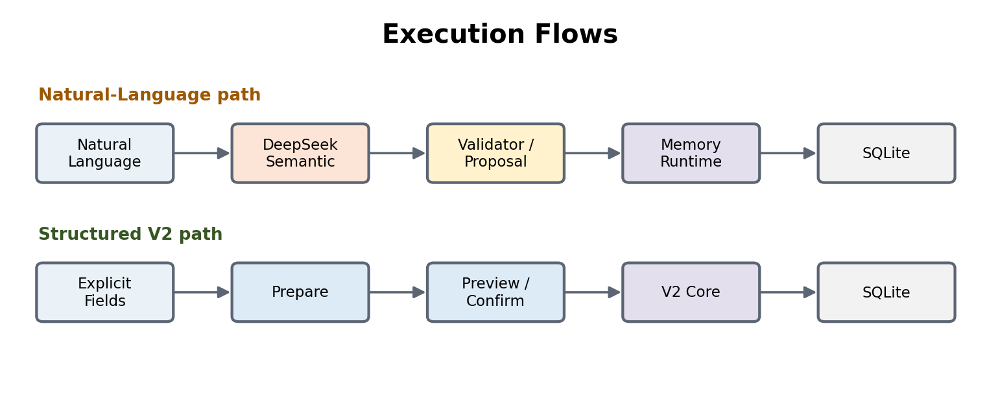 Execution Flows
Natural-Language path
Natural
Language
DeepSeek
Semantic
Validator /
Proposal
Memory
Runtime
SQLite
Structured V2 path
Explicit
Fields
Prepare
Preview /
Confirm
V2 Core
SQLite